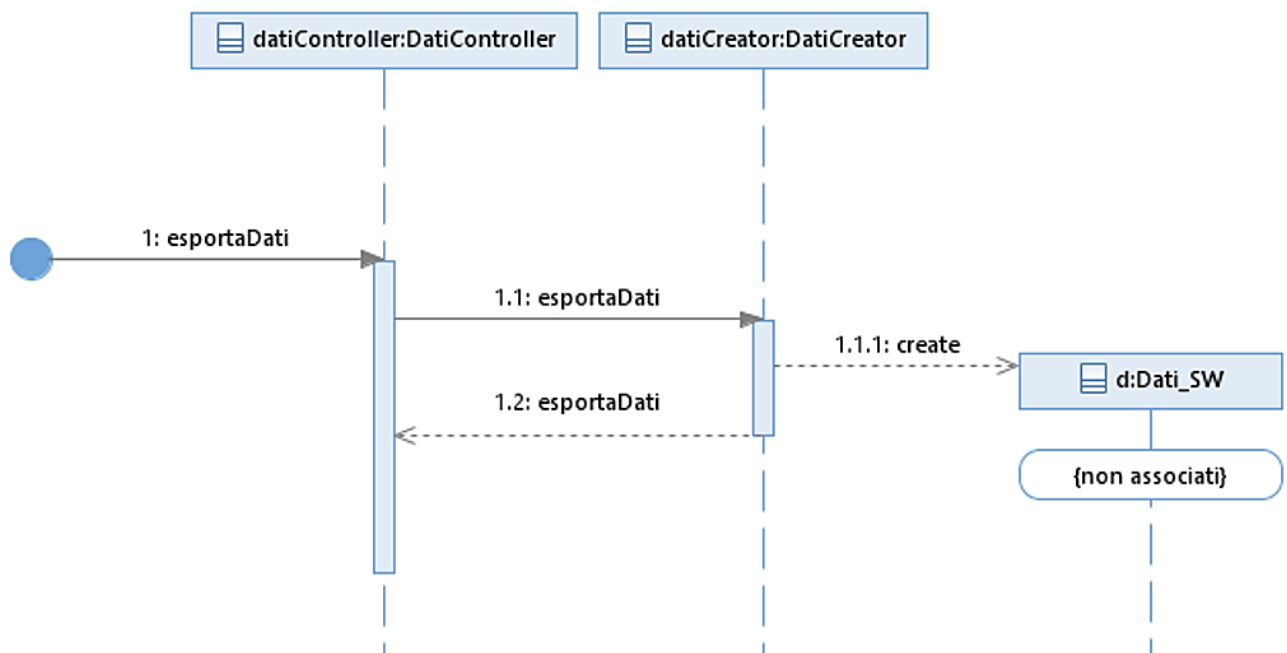 datiController:DatiController
datiCreator:DatiCreator
1: esportaDati
1.1: esportaDati
1.1.1: create
d:Dati_SW
1.2: esportaDati
{non associati}